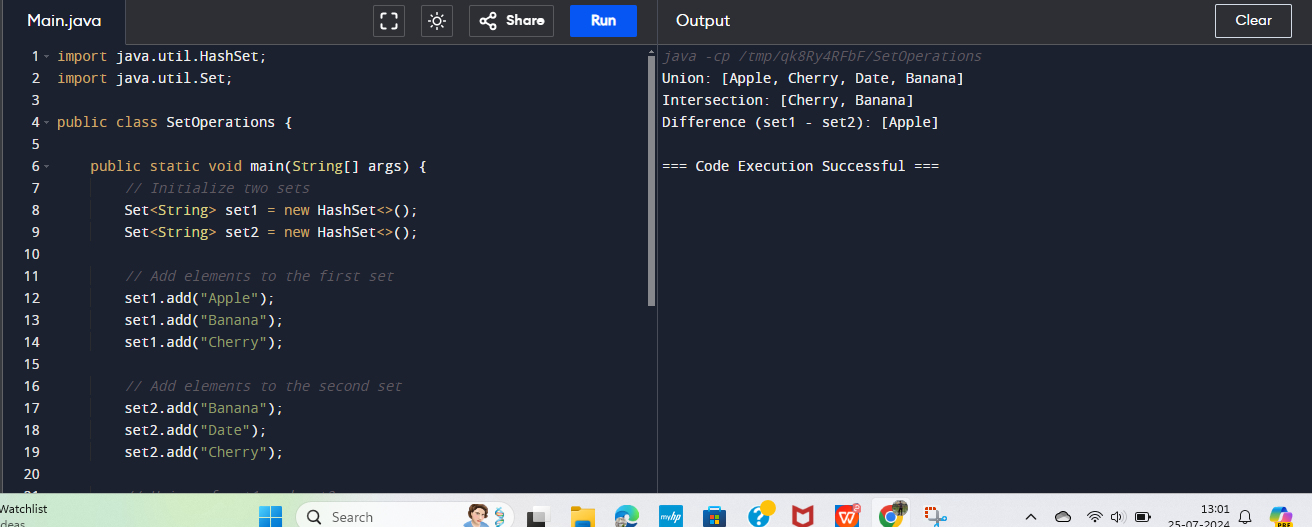 Main.java
Share
Run
Output
Clear
1 import java.util.HashSet;
2 import java.util.Set;
3
4 public class SetOperations {
5
6 public static void main(String[] args) {
7 // Initialize two sets
8 Set<String> set1 = new HashSet<>();
9 Set<String> set2 = new HashSet<>();
10
11 // Add elements to the first set
12 set1.add("Apple");
13 set1.add("Banana");
14 set1.add("Cherry");
15
16 // Add elements to the second set
17 set2.add("Banana");
18 set2.add("Date");
19 set2.add("Cherry");
20
java -cp /tmp/qk8Ry4RFbF/SetOperations
Union: [Apple, Cherry, Date, Banana]
Intersection: [Cherry, Banana]
Difference (set1 - set2): [Apple]
=== Code Execution Successful ===
Watchlist
Ideas
Search
myhp
W
PRE
13:01
25-07-2024